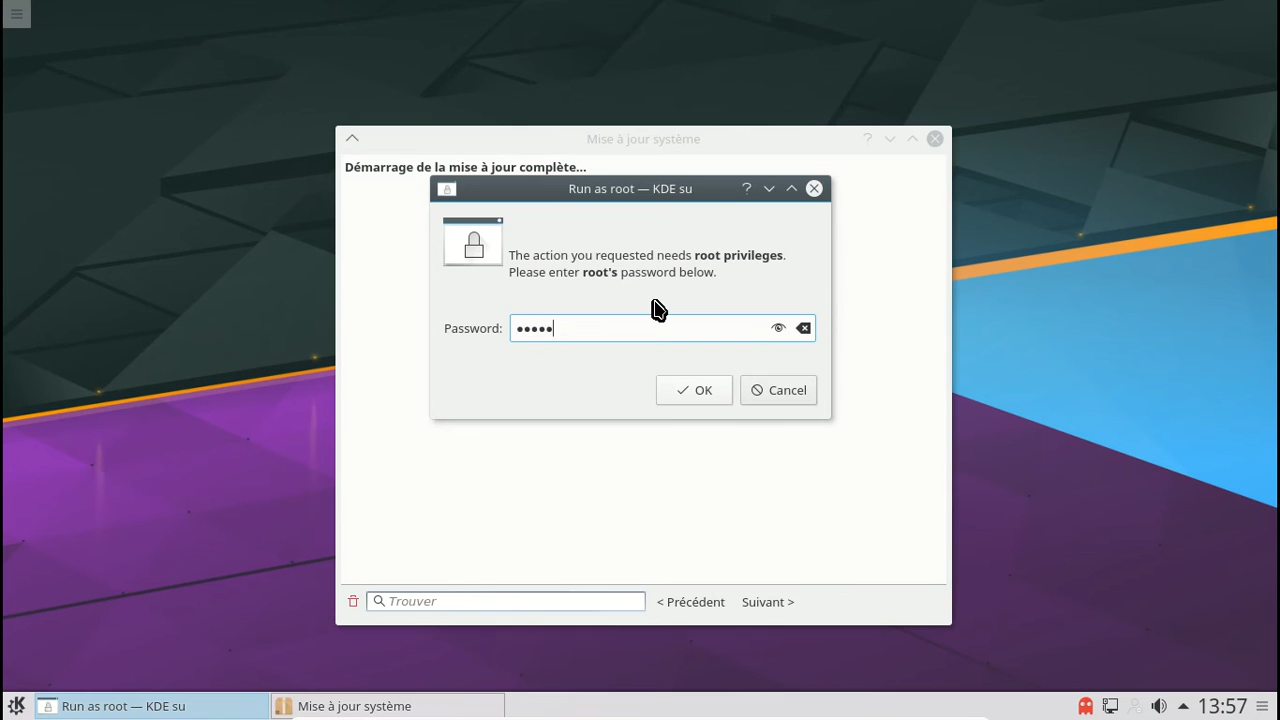 Mise à jour système
Démarrage de la mise à jour complète...
Run as root — KDE su
The action you requested needs root privileges.
Please enter root's password below.
Password: •••••
OK
Cancel
Trouver
< Précédent
Suivant >
Run as root — KDE su
Mise à jour système
13:57